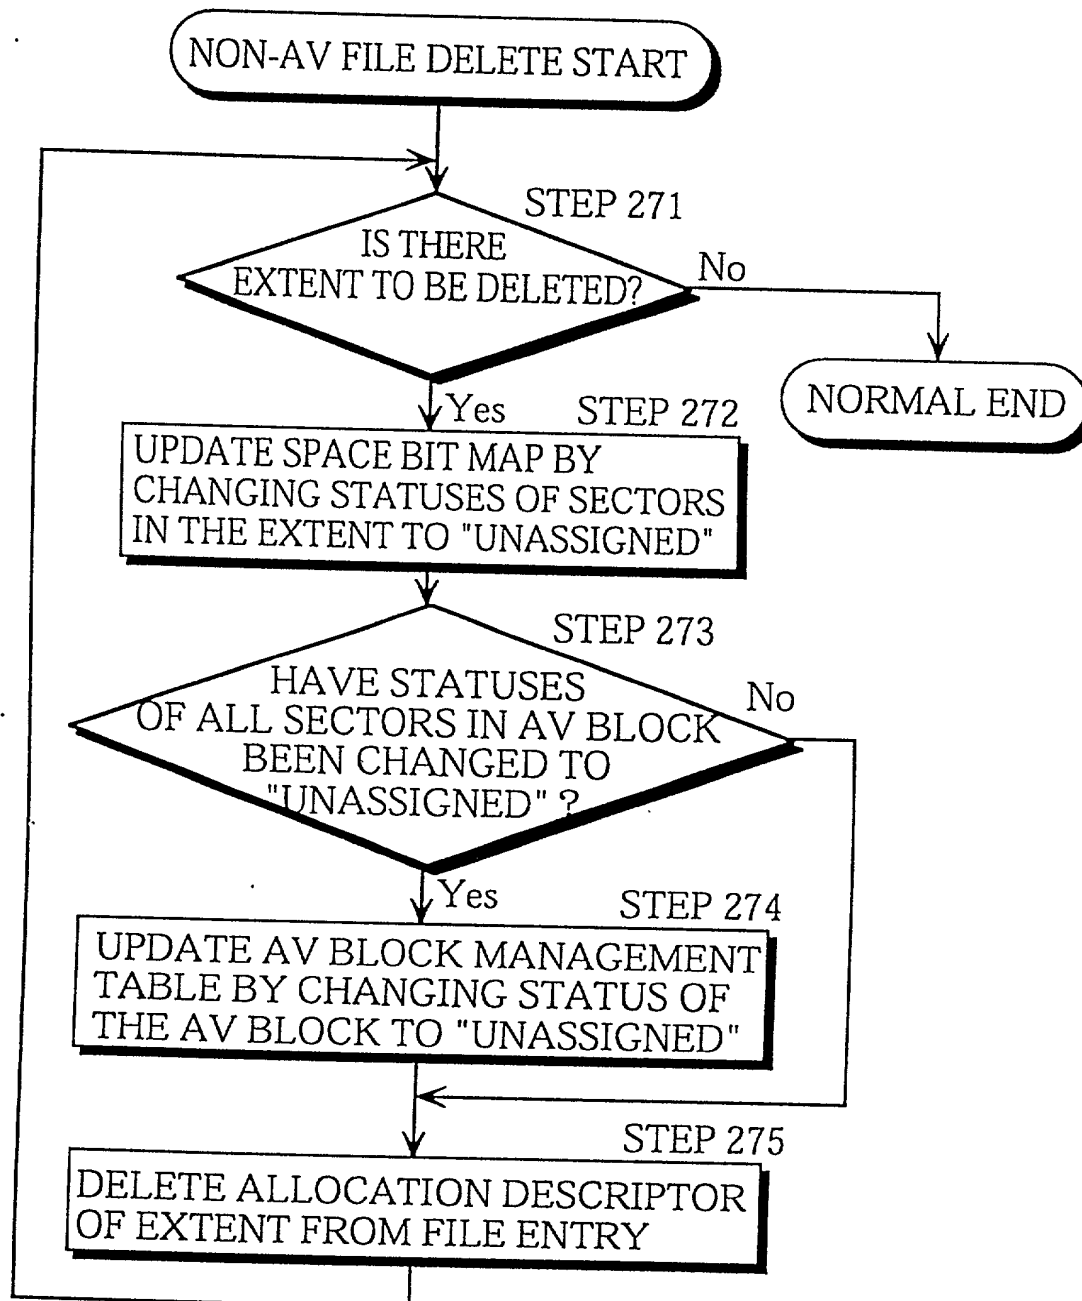 NON-AV FILE DELETE START
STEP 271
IS THERE
EXTENT TO BE DELETED?
No
NORMAL END
Yes
STEP 272
UPDATE SPACE BIT MAP BY
CHANGING STATUSES OF SECTORS
IN THE EXTENT TO "UNASSIGNED"
STEP 273
HAVE STATUSES
OF ALL SECTORS IN AV BLOCK
BEEN CHANGED TO
"UNASSIGNED" ?
No
Yes
STEP 274
UPDATE AV BLOCK MANAGEMENT
TABLE BY CHANGING STATUS OF
THE AV BLOCK TO "UNASSIGNED"
STEP 275
DELETE ALLOCATION DESCRIPTOR
OF EXTENT FROM FILE ENTRY